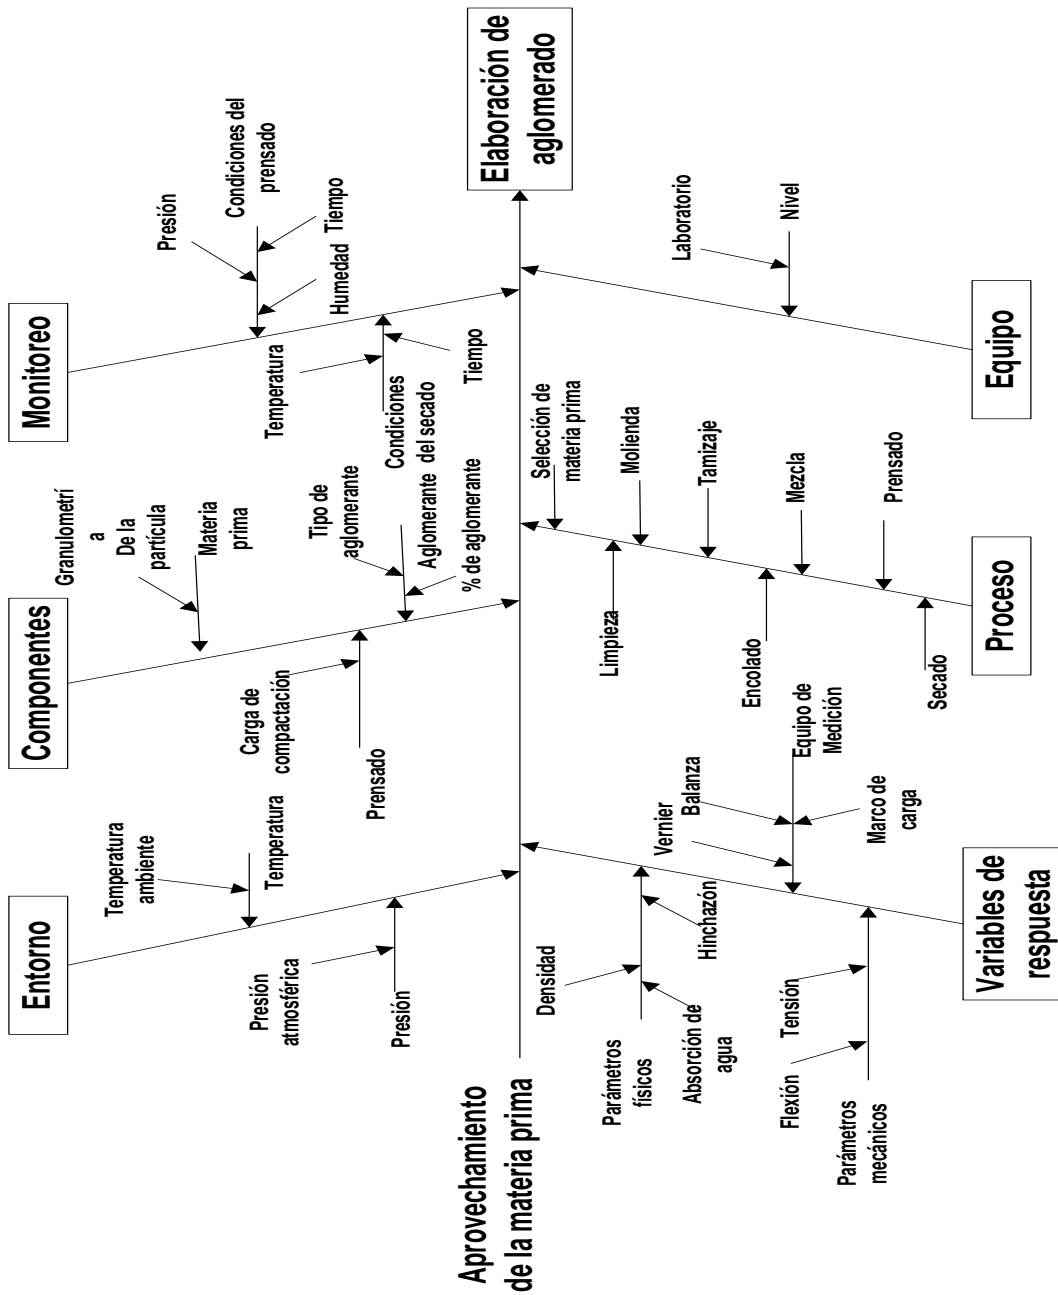 Entorno
Componentes
Monitoreo
Temperatura
ambiente
Temperatura
Presión
atmosférica
Presión
Granulometrí
a
De la
partícula
Materia
prima
Carga de
compactación
Prensado
Tipo de
aglomerante
Aglomerante
% de aglomerante
Presión
Condiciones del
prensado
Humedad
Tiempo
Temperatura
Condiciones
del secado
Tiempo
Aprovechamiento
de la materia prima
Elaboración de
aglomerado
Densidad
Parámetros
físicos
Absorción de
agua
Hinchazón
Vernier
Balanza
Equipo de
Medición
Marco de
carga
Flexión
Tensión
Parámetros
mecánicos
Selección de
materia prima
Limpieza
Molienda
Tamizaje
Encolado
Mezcla
Prensado
Secado
Laboratorio
Nivel
Variables de
respuesta
Proceso
Equipo